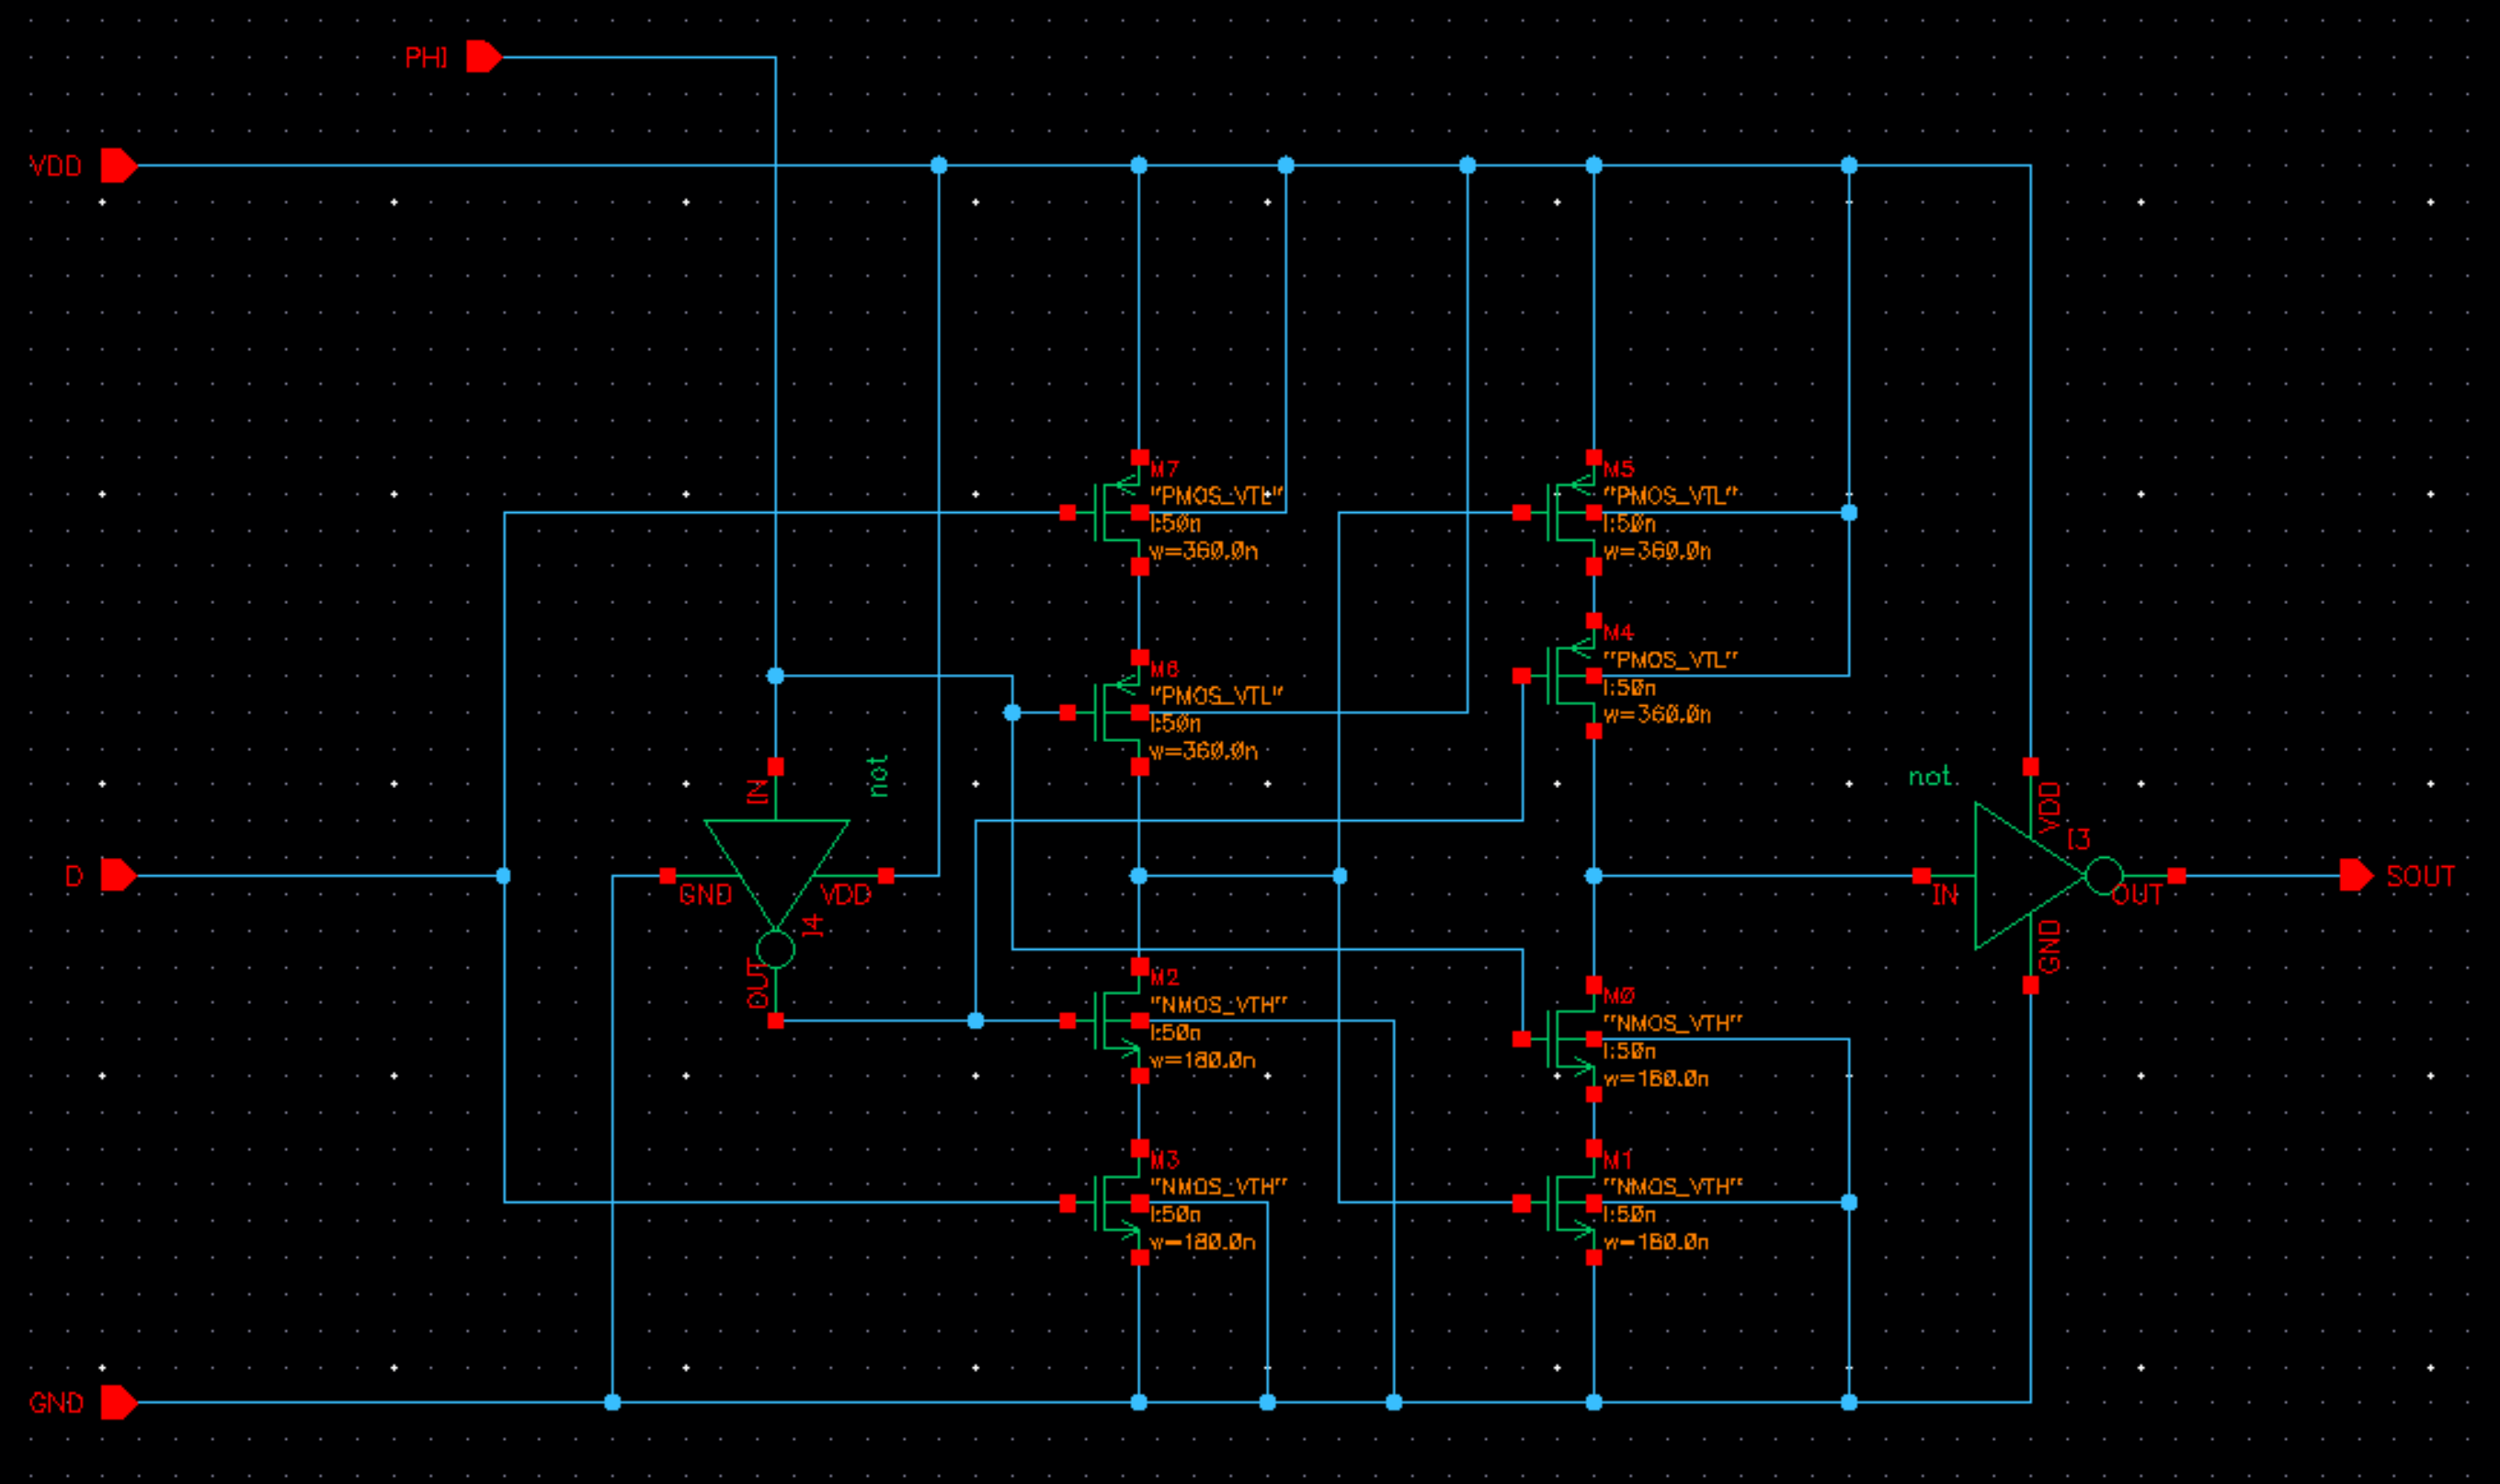 PHI
VDD
M7
"PMOS_VTL"
l:50n
w=360.0n
M5
"PMOS_VTL"
l:50n
w=360.0n
M6
"PMOS_VTL"
l:50n
w=360.0n
M4
"PMOS_VTL"
l:50n
w=360.0n
IN
not
GND
VDD
I4
OUT
D
not
VDD
I3
IN
OUT
GND
SOUT
M2
"NMOS_VTH"
l:50n
w=180.0n
M0
"NMOS_VTH"
l:50n
w=180.0n
M3
"NMOS_VTH"
l:50n
w=180.0n
M1
"NMOS_VTH"
l:50n
w=180.0n
GND